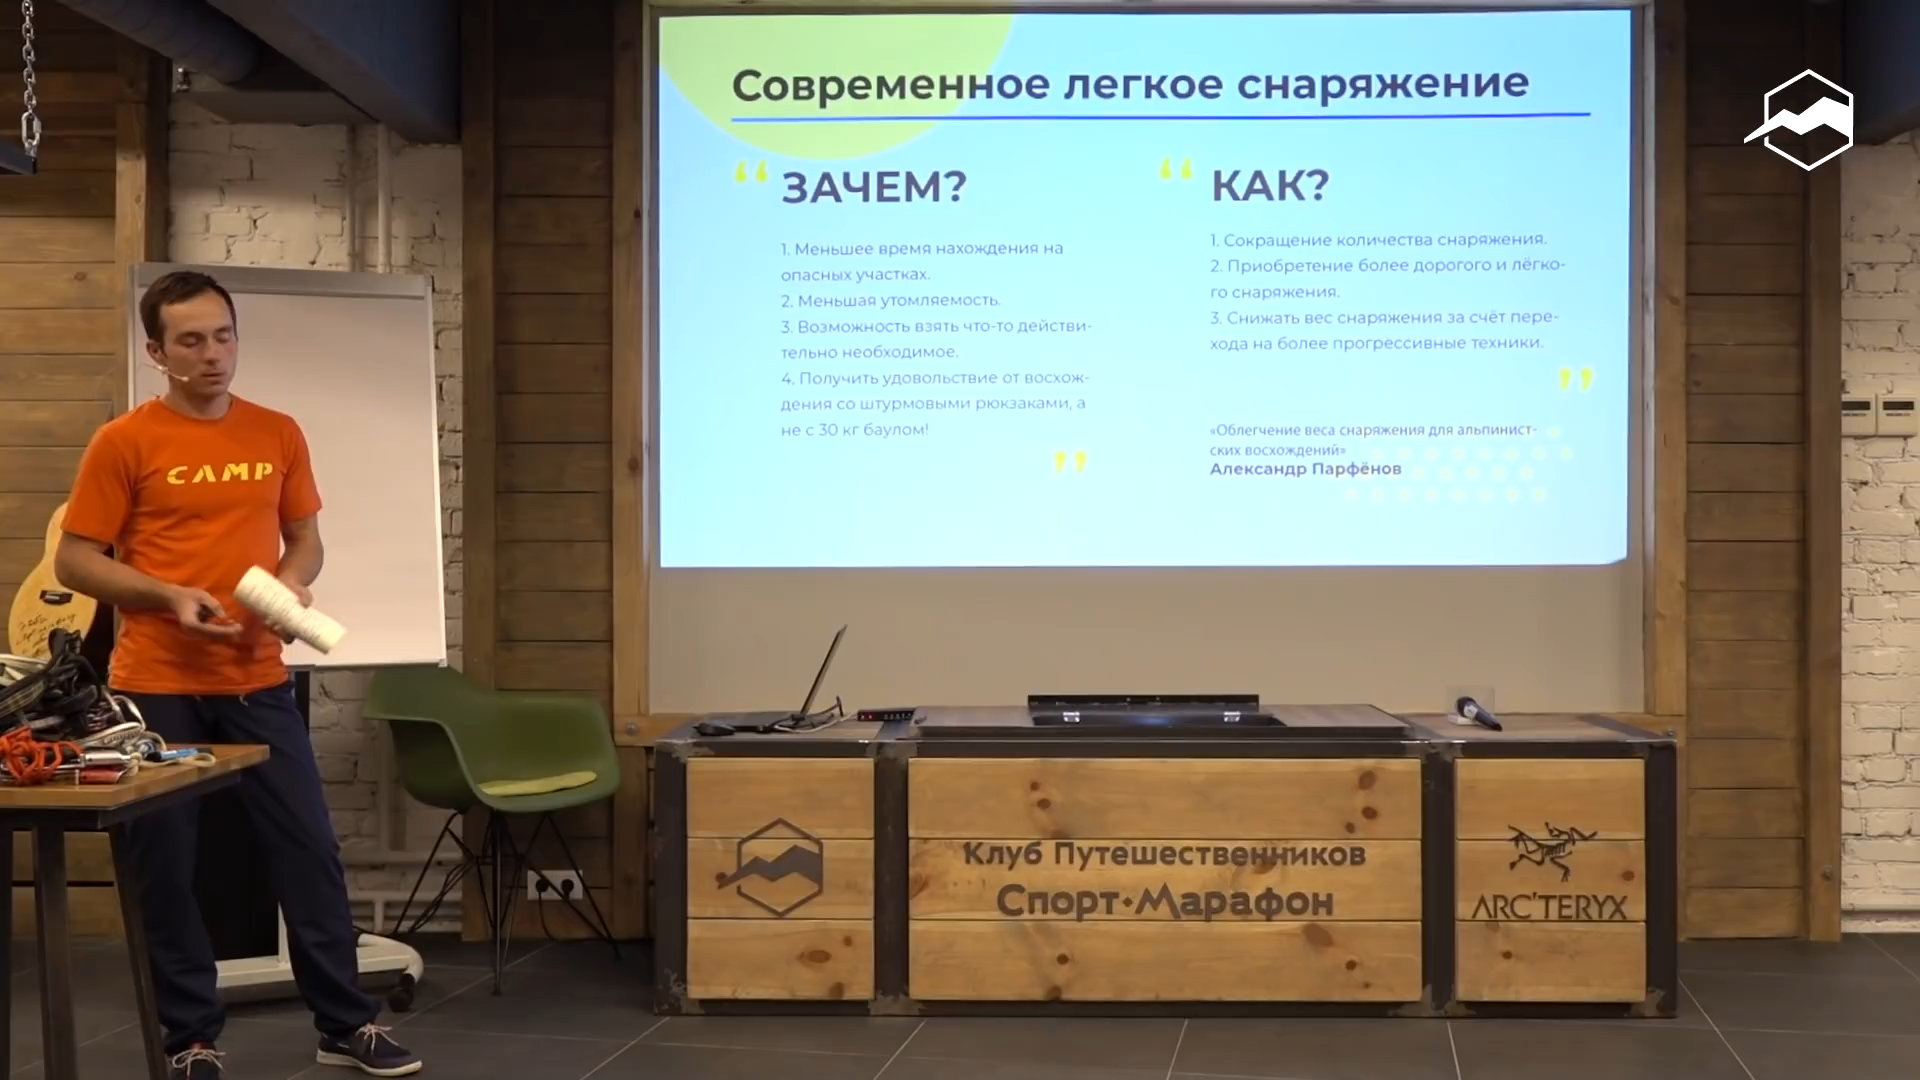 Современное легкое снаряжение
ЗАЧЕМ?
1. Меньшее время нахождения на
опасных участках.
2. Меньшая утомляемость.
3. Возможность взять что-то действи-
тельно необходимое.
4. Получить удовольствие от восхож-
дения со штурмовыми рюкзаками, а
не с 30 кг баулом!
КАК?
1. Сокращение количества снаряжения.
2. Приобретение более дорогого и лёгко-
го снаряжения.
3. Снижать вес снаряжения за счёт пере-
хода на более прогрессивные техники.
«Облегчение веса снаряжения для альпинист-
ских восхождений»
Александр Парфёнов
CAMP
Клуб Путешественников
Спорт-Марафон
ARC'TERYX